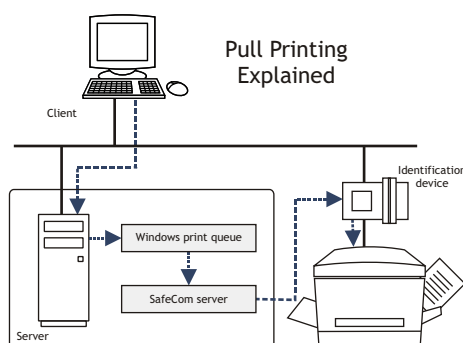 Pull Printing
Explained
Client
Identification
device
Windows print queue
SafeCom server
Server